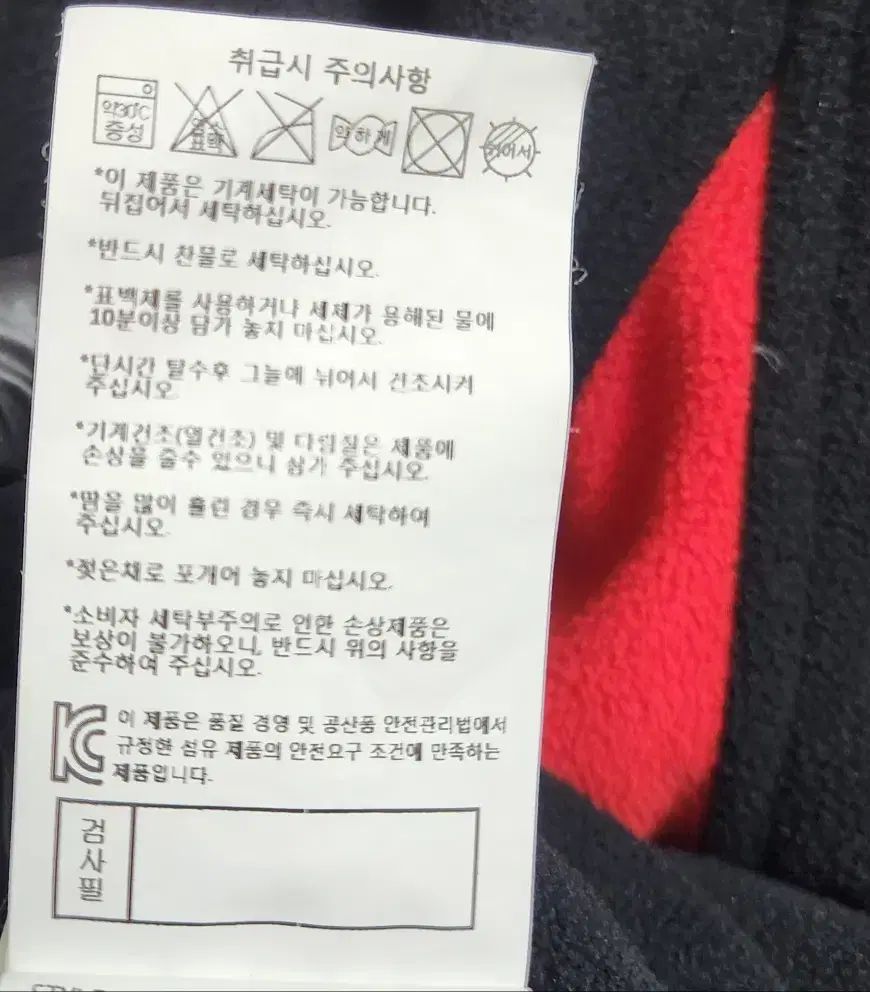 취급시 주의사항
약30℃
중성
염소
표백
약하게
뉘어서
*이 제품은 기계세탁이 가능합니다.
뒤집어서 세탁하십시오.
*반드시 찬물로 세탁하십시오.
*표백제를 사용하거나 세제가 용해된 물에
10분이상 담가 놓지 마십시오.
*단시간 탈수후 그늘에 뉘어서 건조시켜
주십시오.
*기계건조(열건조) 및 다림질은 제품에
손상을 줄수 있으니 삼가 주십시오.
*땀을 많이 흘린 경우 즉시 세탁하여
주십시오.
*젖은채로 포개어 놓지 마십시오.
*소비자 세탁부주의로 인한 손상제품은
보상이 불가하오니, 반드시 위의 사항을
준수하여 주십시오.
이 제품은 품질 경영 및 공산품 안전관리법에서
규정한 섬유 제품의 안전요구 조건에 만족하는
제품입니다.
검
사
필